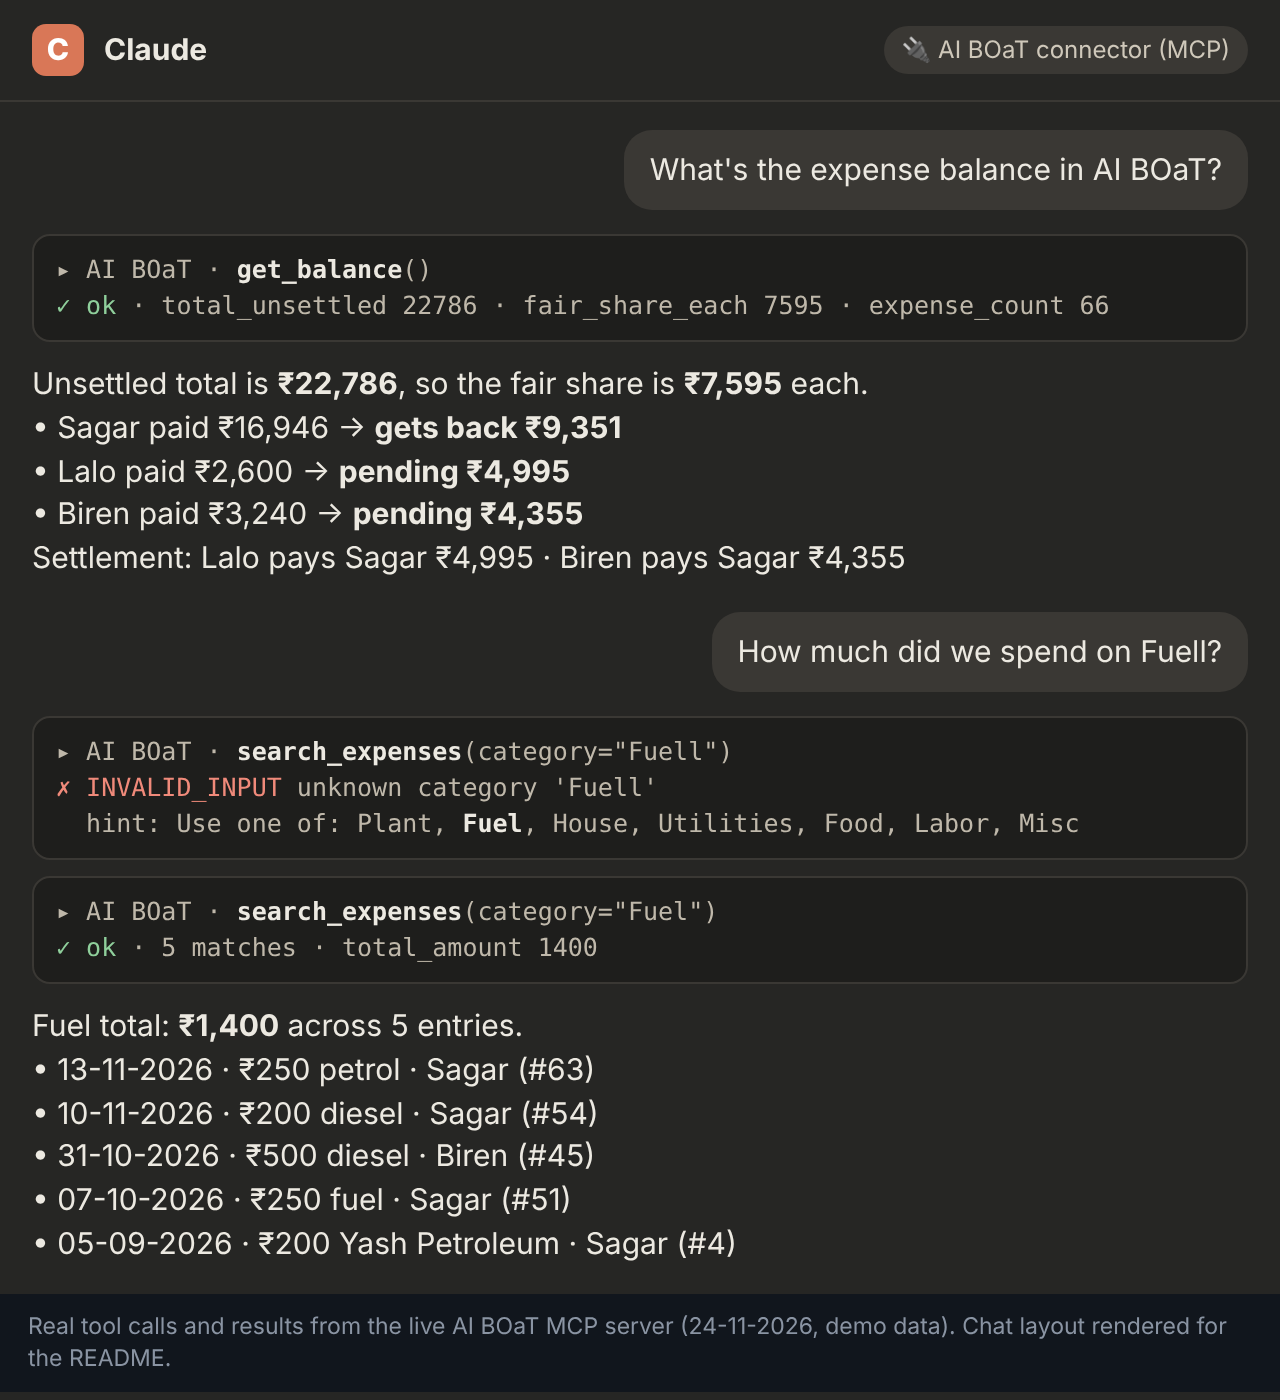 C Claude
🔌 AI BOaT connector (MCP)
What's the expense balance in AI BOaT?
▸ AI BOaT · get_balance()
✓ ok · total_unsettled 22786 · fair_share_each 7595 · expense_count 66
Unsettled total is ₹22,786, so the fair share is ₹7,595 each.
• Sagar paid ₹16,946 → gets back ₹9,351
• Lalo paid ₹2,600 → pending ₹4,995
• Biren paid ₹3,240 → pending ₹4,355
Settlement: Lalo pays Sagar ₹4,995 · Biren pays Sagar ₹4,355
How much did we spend on Fuell?
▸ AI BOaT · search_expenses(category="Fuell")
✗ INVALID_INPUT unknown category 'Fuell'
hint: Use one of: Plant, Fuel, House, Utilities, Food, Labor, Misc
▸ AI BOaT · search_expenses(category="Fuel")
✓ ok · 5 matches · total_amount 1400
Fuel total: ₹1,400 across 5 entries.
• 13-11-2026 · ₹250 petrol · Sagar (#63)
• 10-11-2026 · ₹200 diesel · Sagar (#54)
• 31-10-2026 · ₹500 diesel · Biren (#45)
• 07-10-2026 · ₹250 fuel · Sagar (#51)
• 05-09-2026 · ₹200 Yash Petroleum · Sagar (#4)
Real tool calls and results from the live AI BOaT MCP server (24-11-2026, demo data). Chat layout rendered for
the README.